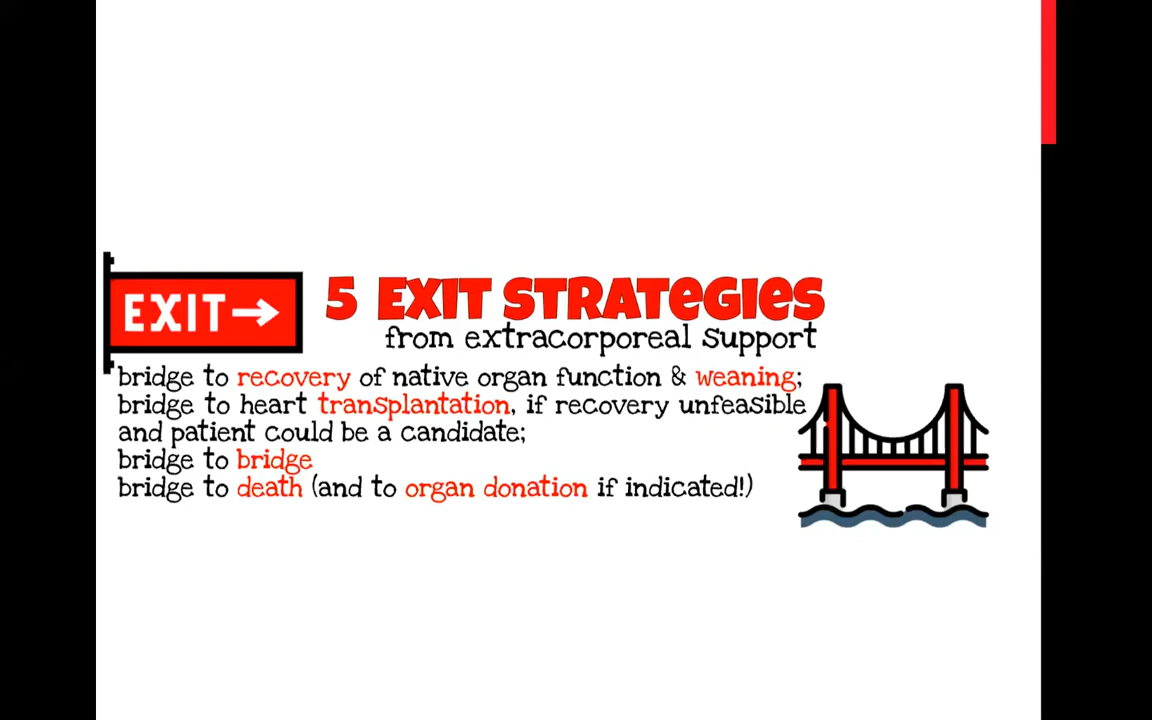 EXIT→
5 EXIT STRATEGIES
from extracorporeal support
bridge to recovery of native organ function & weaning;
bridge to heart transplantation, if recovery unfeasible
and patient could be a candidate;
bridge to bridge
bridge to death (and to organ donation if indicated!)